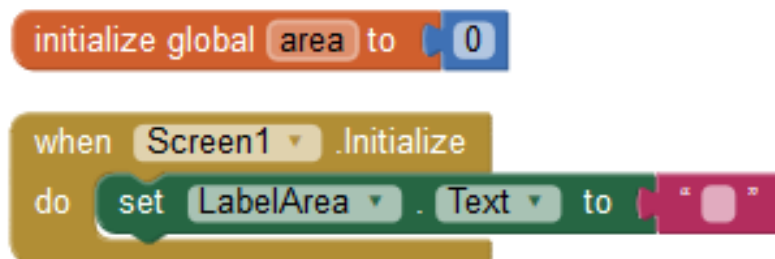 initialize global area to 0
when Screen1 .Initialize
do set LabelArea . Text to “ ”